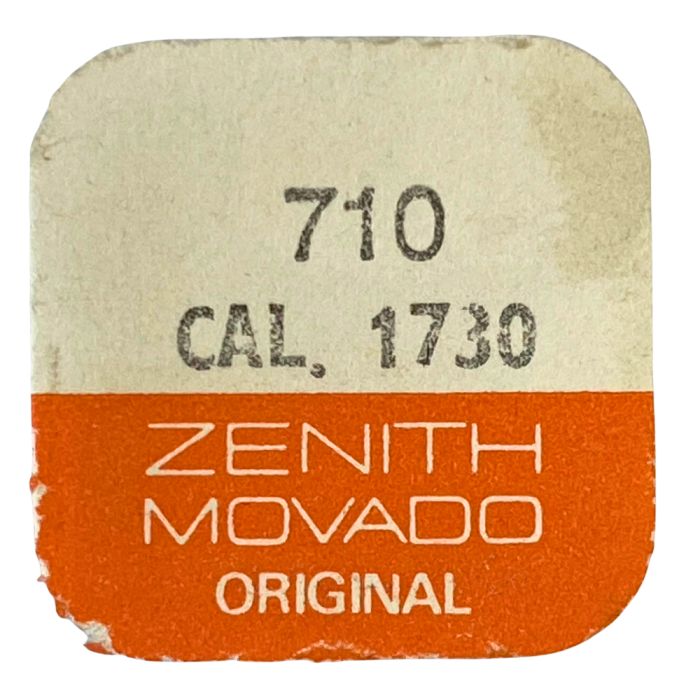 710
CAL. 1730
ZENITH
MOVADO
ORIGINAL